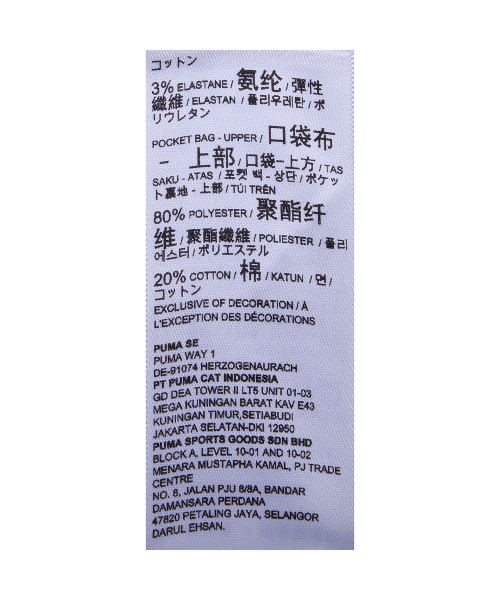 コットン
3% ELASTANE / 氨纶 / 彈性
纖維 / ELASTAN / 폴리우레탄 / ポ
リウレタン
POCKET BAG - UPPER / 口袋布
- 上部 / 口袋-上方 / TAS
SAKU - ATAS / 포켓 백 - 상단 / ポケッ
ト裏地 - 上部 / TÚI TRÊN
80% POLYESTER / 聚酯纤
维 / 聚酯纖維 / POLIESTER / 폴리
에스터 / ポリエステル
20% COTTON / 棉 / KATUN / 면 /
コットン
EXCLUSIVE OF DECORATION / À
L'EXCEPTION DES DÉCORATIONS
PUMA SE
PUMA WAY 1
DE-91074 HERZOGENAURACH
PT PUMA CAT INDONESIA
GD DEA TOWER II LT5 UNIT 01-03
MEGA KUNINGAN BARAT KAV E43
KUNINGAN TIMUR,SETIABUDI
JAKARTA SELATAN-DKI 12950
PUMA SPORTS GOODS SDN BHD
BLOCK A, LEVEL 10-01 AND 10-02
MENARA MUSTAPHA KAMAL, PJ TRADE
CENTRE
NO. 8, JALAN PJU 8/8A, BANDAR
DAMANSARA PERDANA
47820 PETALING JAYA, SELANGOR
DARUL EHSAN.